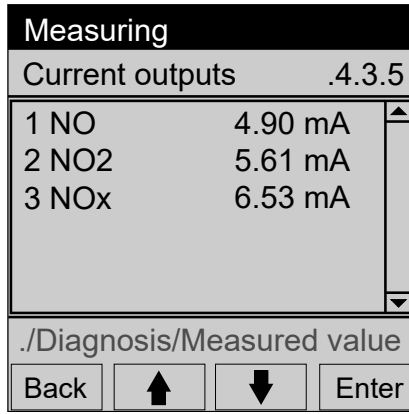 Measuring
Current outputs .4.3.5
1 NO 4.90 mA
2 NO2 5.61 mA
3 NOx 6.53 mA
./Diagnosis/Measured value
Back Enter